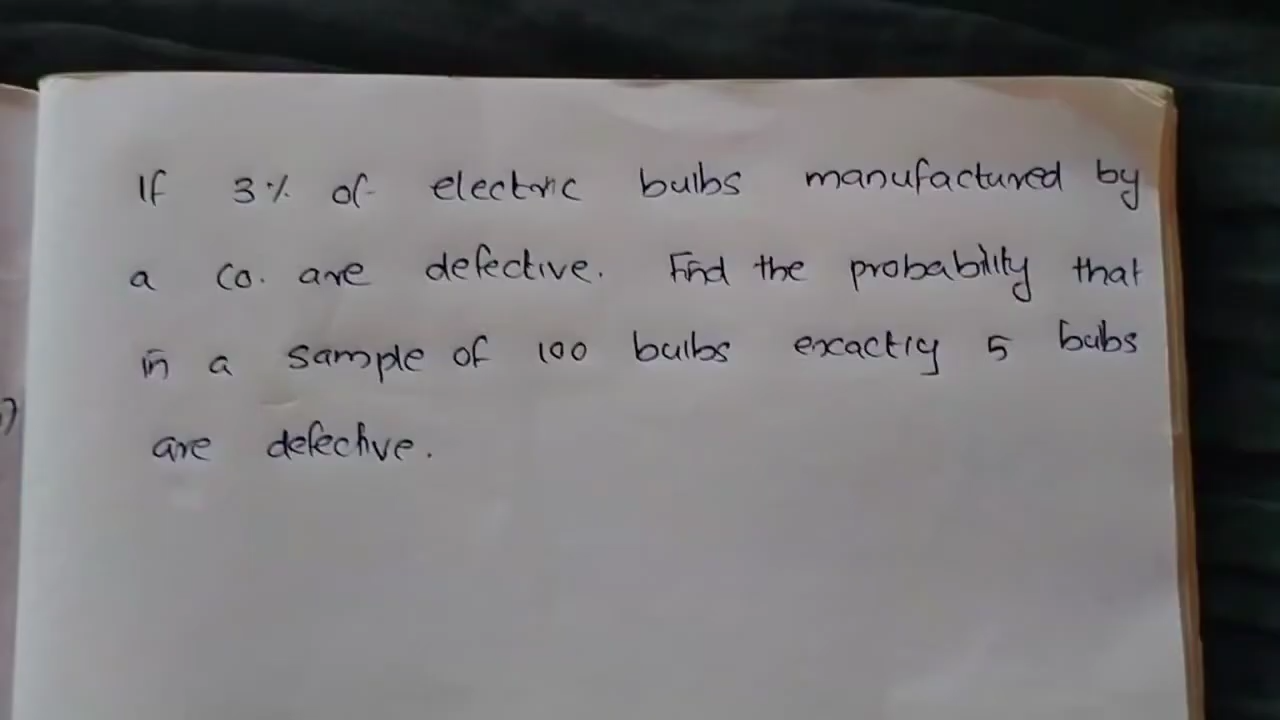 If 3% of electric bulbs manufactured by
a co. are defective. Find the probability that
in a sample of 100 bulbs exactly 5 bubs
are defective.